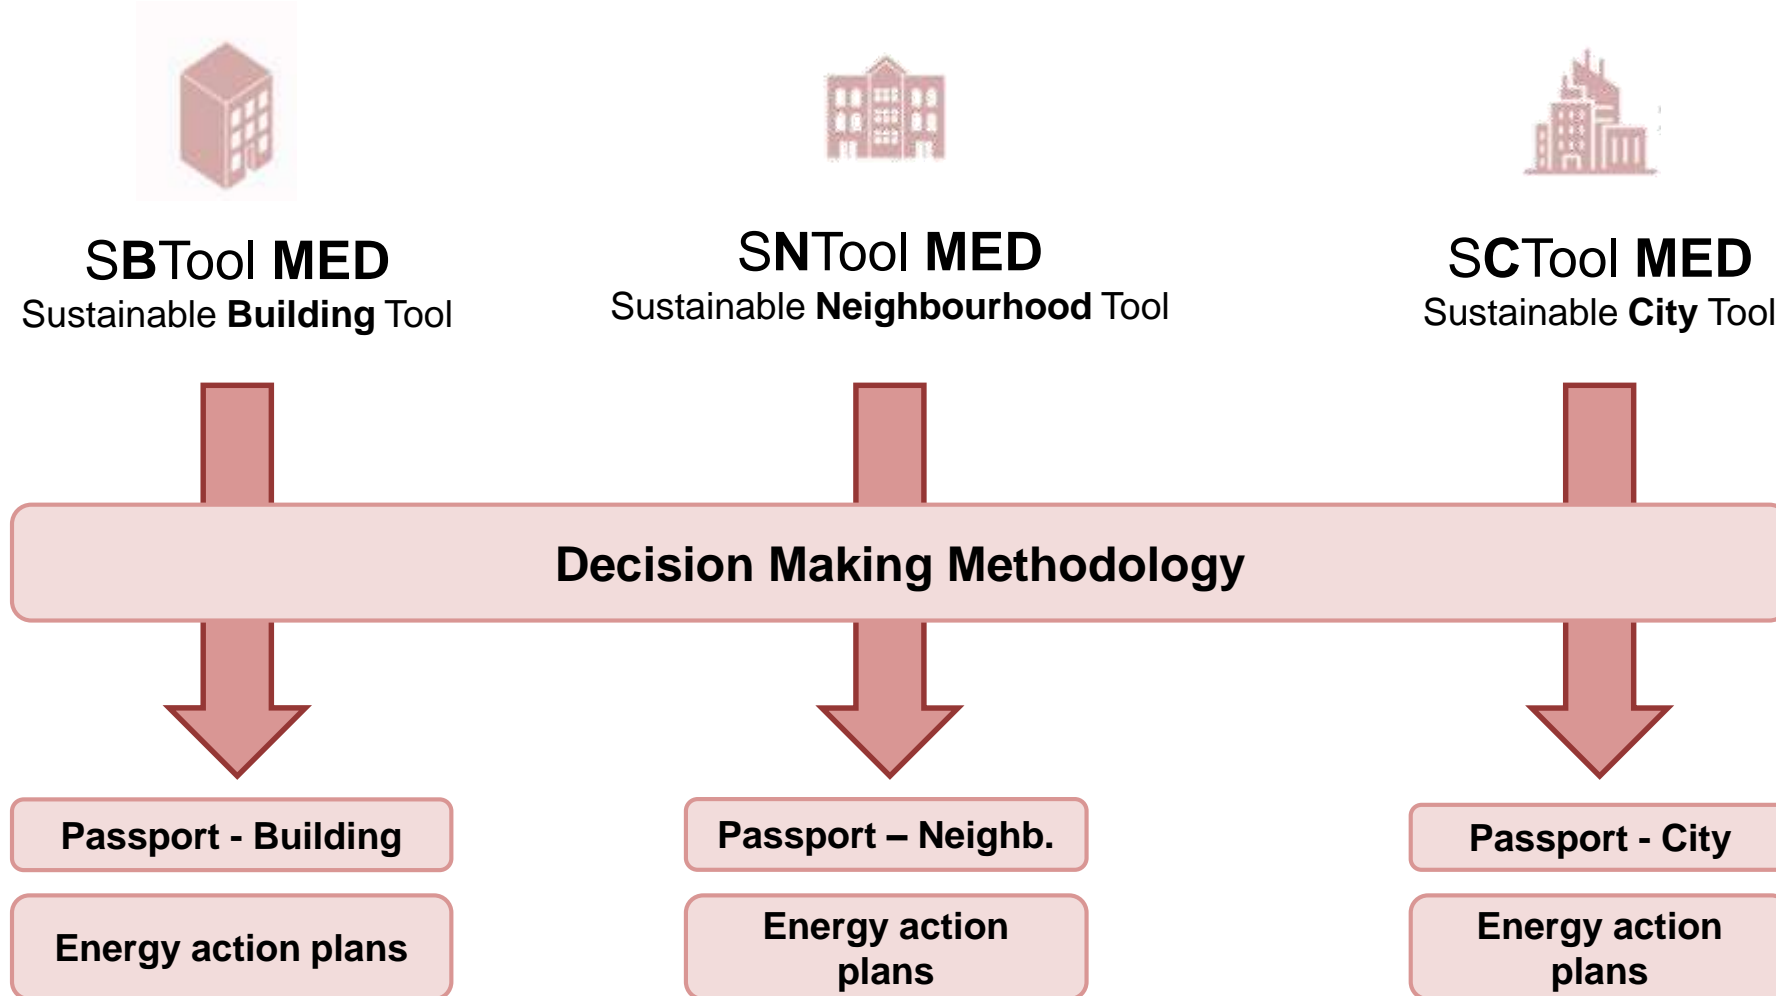 SBTool MED
Sustainable Building Tool
SNTool MED
Sustainable Neighbourhood Tool
SCTool MED
Sustainable City Tool
Decision Making Methodology
Passport - Building
Passport – Neighb.
Passport - City
Energy action plans
Energy action
plans
Energy action
plans